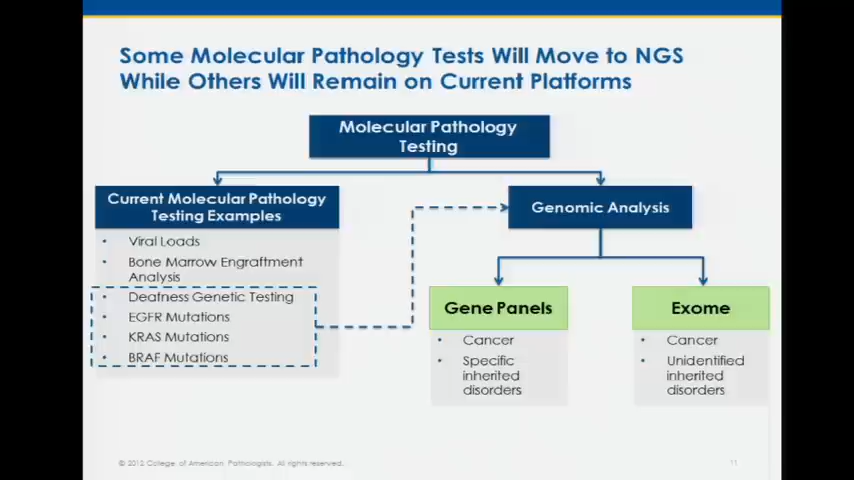 Some Molecular Pathology Tests Will Move to NGS
While Others Will Remain on Current Platforms
Molecular Pathology
Testing
Current Molecular Pathology
Testing Examples
• Viral Loads
• Bone Marrow Engraftment
Analysis
• Deafness Genetic Testing
• EGFR Mutations
• KRAS Mutations
• BRAF Mutations
Genomic Analysis
Gene Panels
• Cancer
• Specific
inherited
disorders
Exome
• Cancer
• Unidentified
inherited
disorders
© 2012 College of American Pathologists. All rights reserved.
11